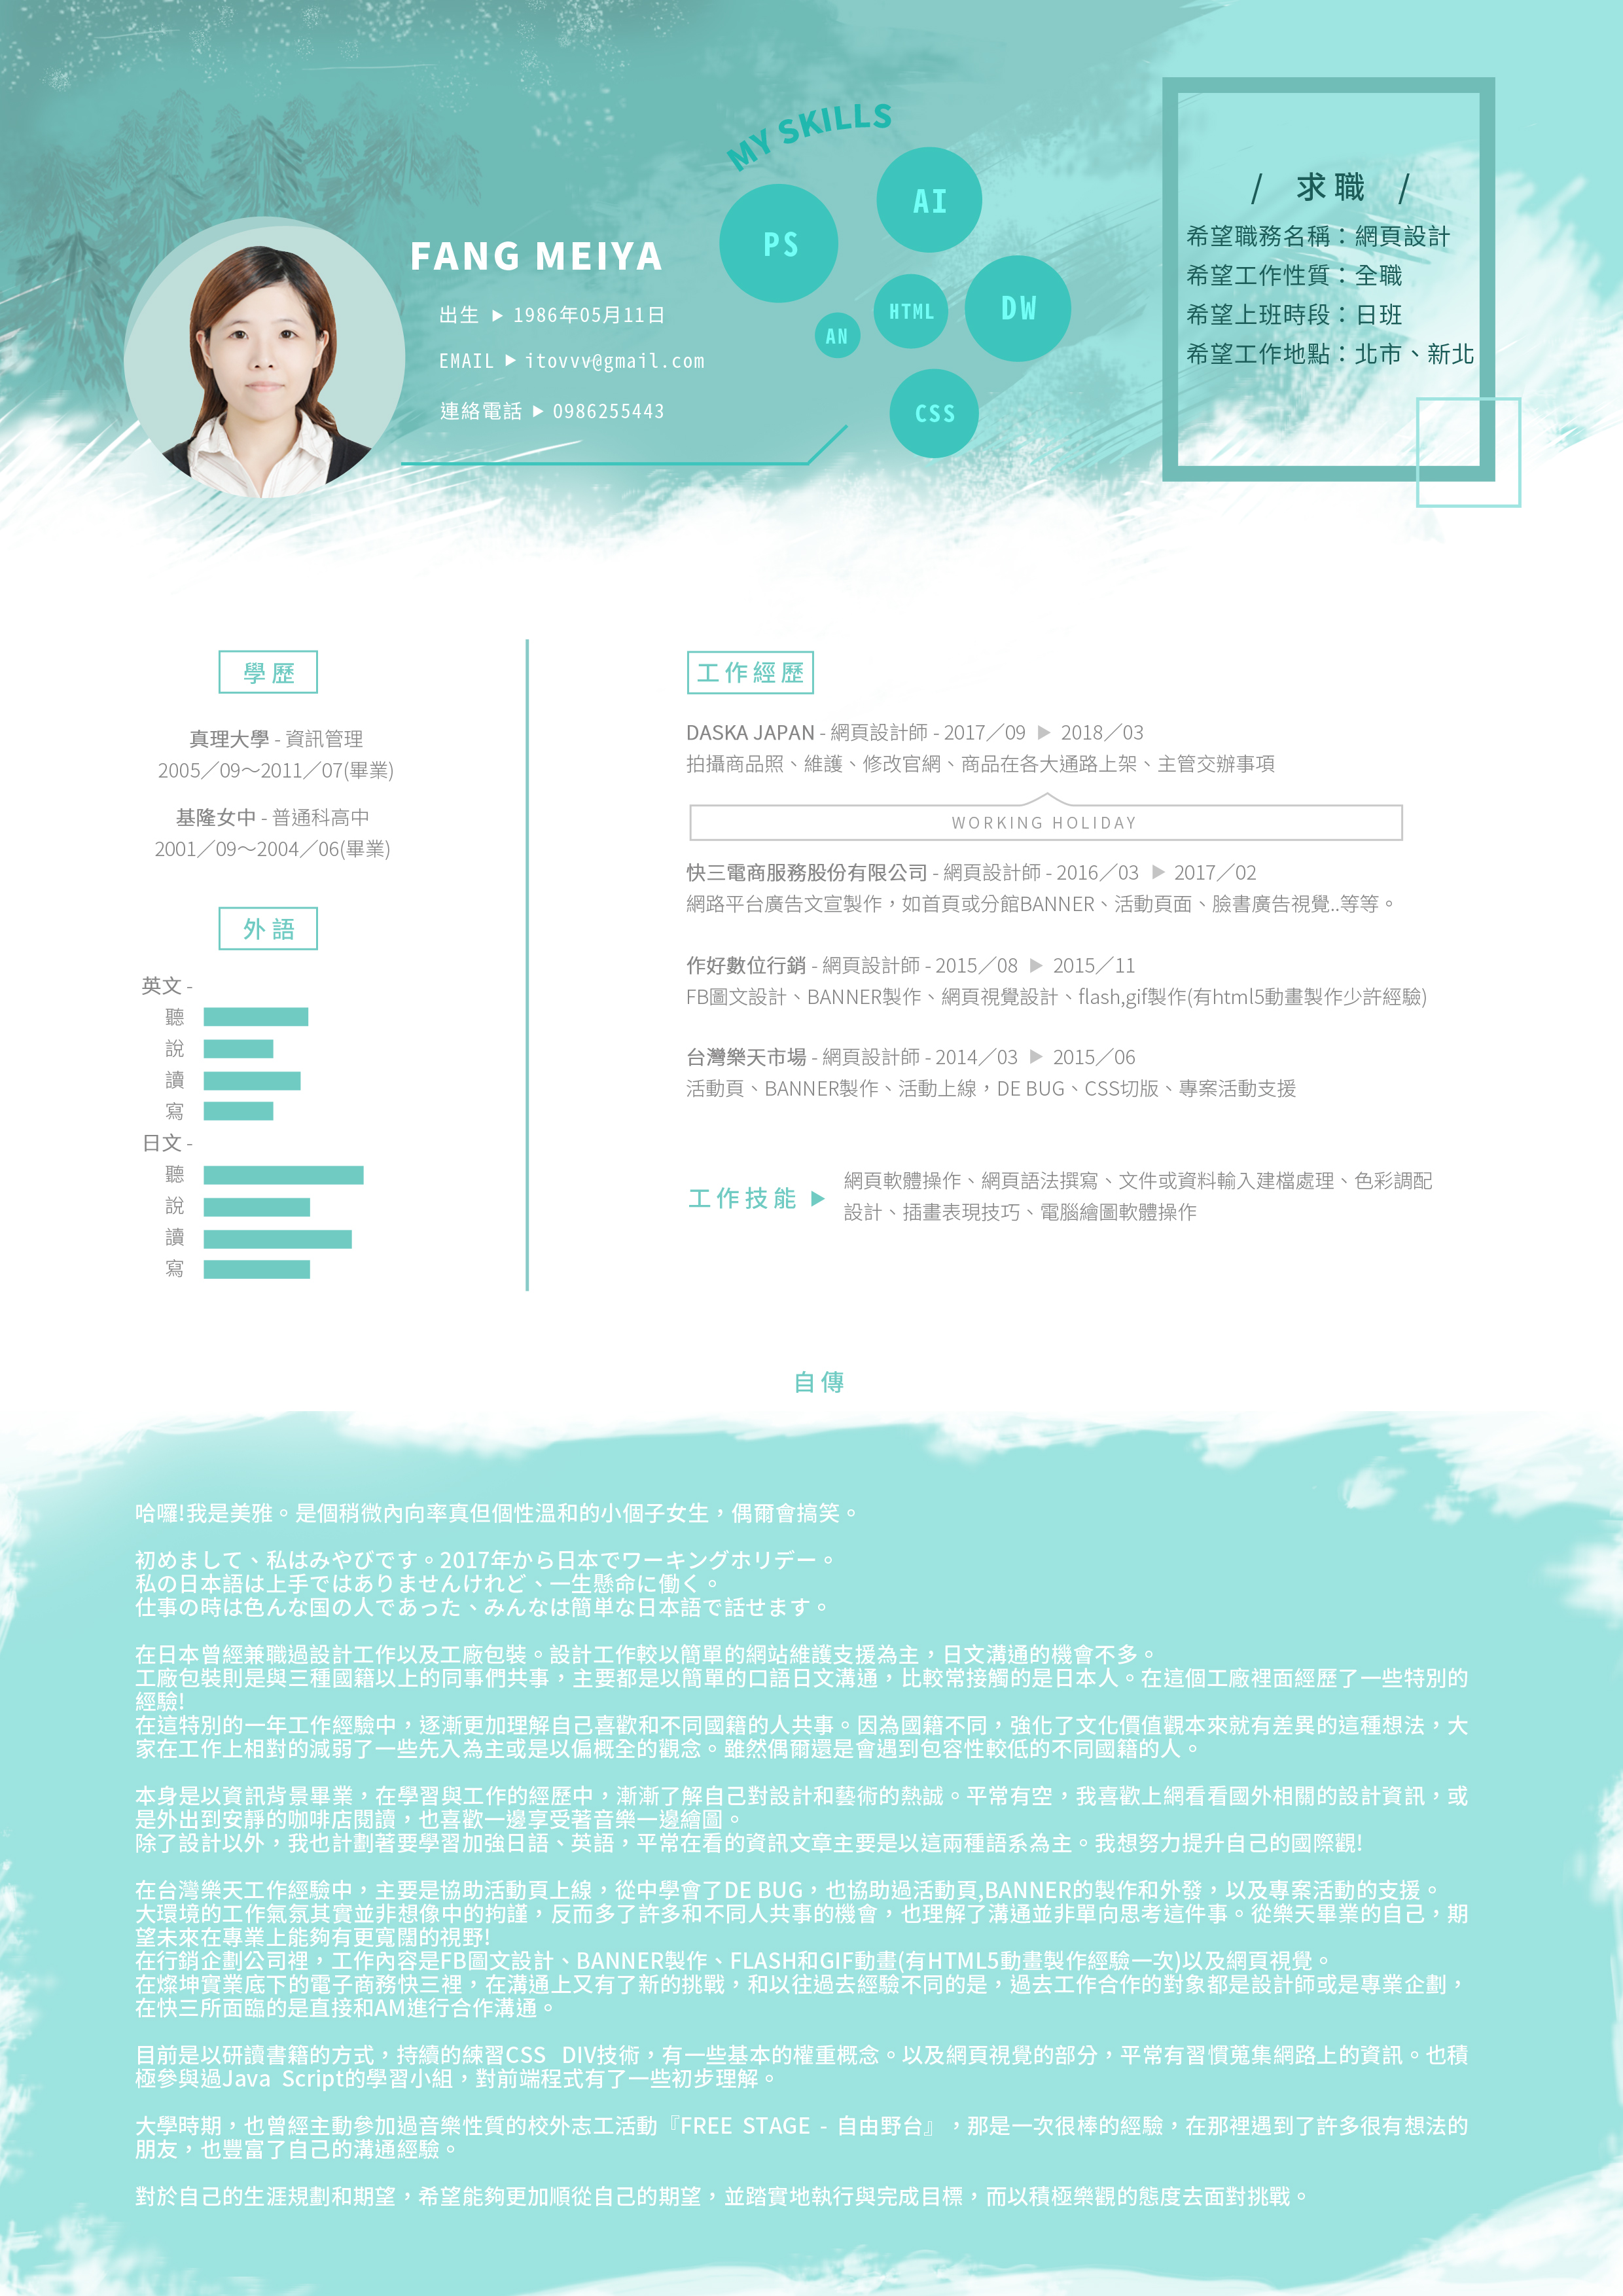 MY SKILLS
PS
AI
HTML
DW
AN
CSS
FANG MEIYA
出生 ▶ 1986年05月11日
EMAIL ▶ itovvv@gmail.com
連絡電話 ▶ 0986255443
/ 求職 /
希望職務名稱：網頁設計
希望工作性質：全職
希望上班時段：日班
希望工作地點：北市、新北
學歷
真理大學 - 資訊管理
2005／09～2011／07(畢業)
基隆女中 - 普通科高中
2001／09～2004／06(畢業)
外語
英文 -
聽
說
讀
寫
日文 -
聽
說
讀
寫
工作經歷
DASKA JAPAN - 網頁設計師 - 2017／09 ▶ 2018／03
拍攝商品照、維護、修改官網、商品在各大通路上架、主管交辦事項
WORKING HOLIDAY
快三電商服務股份有限公司 - 網頁設計師 - 2016／03 ▶ 2017／02
網路平台廣告文宣製作，如首頁或分館BANNER、活動頁面、臉書廣告視覺..等等。
作好數位行銷 - 網頁設計師 - 2015／08 ▶ 2015／11
FB圖文設計、BANNER製作、網頁視覺設計、flash,gif製作(有html5動畫製作少許經驗)
台灣樂天市場 - 網頁設計師 - 2014／03 ▶ 2015／06
活動頁、BANNER製作、活動上線，DE BUG、CSS切版、專案活動支援
工作技能 ▶
網頁軟體操作、網頁語法撰寫、文件或資料輸入建檔處理、色彩調配
設計、插畫表現技巧、電腦繪圖軟體操作
自傳
哈囉!我是美雅。是個稍微內向率真但個性溫和的小個子女生，偶爾會搞笑。
初めまして、私はみやびです。2017年から日本でワーキングホリデー。
私の日本語は上手ではありませんけれど、一生懸命に働く。
仕事の時は色んな国の人であった、みんなは簡単な日本語で話せます。
在日本曾經兼職過設計工作以及工廠包裝。設計工作較以簡單的網站維護支援為主，日文溝通的機會不多。
工廠包裝則是與三種國籍以上的同事們共事，主要都是以簡單的口語日文溝通，比較常接觸的是日本人。在這個工廠裡面經歷了一些特別的
經驗!
在這特別的一年工作經驗中，逐漸更加理解自己喜歡和不同國籍的人共事。因為國籍不同，強化了文化價值觀本來就有差異的這種想法，大
家在工作上相對的減弱了一些先入為主或是以偏概全的觀念。雖然偶爾還是會遇到包容性較低的不同國籍的人。
本身是以資訊背景畢業，在學習與工作的經歷中，漸漸了解自己對設計和藝術的熱誠。平常有空，我喜歡上網看看國外相關的設計資訊，或
是外出到安靜的咖啡店閱讀，也喜歡一邊享受著音樂一邊繪圖。
除了設計以外，我也計劃著要學習加強日語、英語，平常在看的資訊文章主要是以這兩種語系為主。我想努力提升自己的國際觀!
在台灣樂天工作經驗中，主要是協助活動頁上線，從中學會了DE BUG，也協助過活動頁,BANNER的製作和外發，以及專案活動的支援。
大環境的工作氣氛其實並非想像中的拘謹，反而多了許多和不同人共事的機會，也理解了溝通並非單向思考這件事。從樂天畢業的自己，期
望未來在專業上能夠有更寬闊的視野!
在行銷企劃公司裡，工作內容是FB圖文設計、BANNER製作、FLASH和GIF動畫(有HTML5動畫製作經驗一次)以及網頁視覺。
在燦坤實業底下的電子商務快三裡，在溝通上又有了新的挑戰，和以往過去經驗不同的是，過去工作合作的對象都是設計師或是專業企劃，
在快三所面臨的是直接和AM進行合作溝通。
目前是以研讀書籍的方式，持續的練習CSS DIV技術，有一些基本的權重概念。以及網頁視覺的部分，平常有習慣蒐集網路上的資訊。也積
極參與過Java Script的學習小組，對前端程式有了一些初步理解。
大學時期，也曾經主動參加過音樂性質的校外志工活動『FREE STAGE - 自由野台』，那是一次很棒的經驗，在那裡遇到了許多很有想法的
朋友，也豐富了自己的溝通經驗。
對於自己的生涯規劃和期望，希望能夠更加順從自己的期望，並踏實地執行與完成目標，而以積極樂觀的態度去面對挑戰。